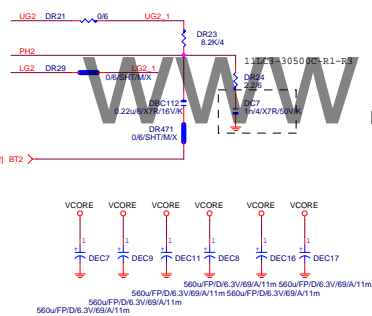 UG2 DR21 0/6 UG2_1
DR23
8.2K/4
PH2
11LC3-30500C-R1-R3
LG2 DR29 LG2_1
0/6/SHT/M/X
DR24
2.2/6
WWW
DBC112
0.22u/6/X7R/16V/K
DC7
1n/4/X7R/50V/K
DR471
0/6/SHT/M/X
BT2
VCORE VCORE VCORE VCORE VCORE VCORE
1 1 1 1 1 1
+ + + + + +
DEC7 DEC9 DEC11 DEC8 DEC16 DEC17
560u/FP/D/6.3V/69/A/11m 560u/FP/D/6.3V/69/A/11m
560u/FP/D/6.3V/69/A/11m 560u/FP/D/6.3V/69/A/11m
560u/FP/D/6.3V/69/A/11m 560u/FP/D/6.3V/69/A/11m